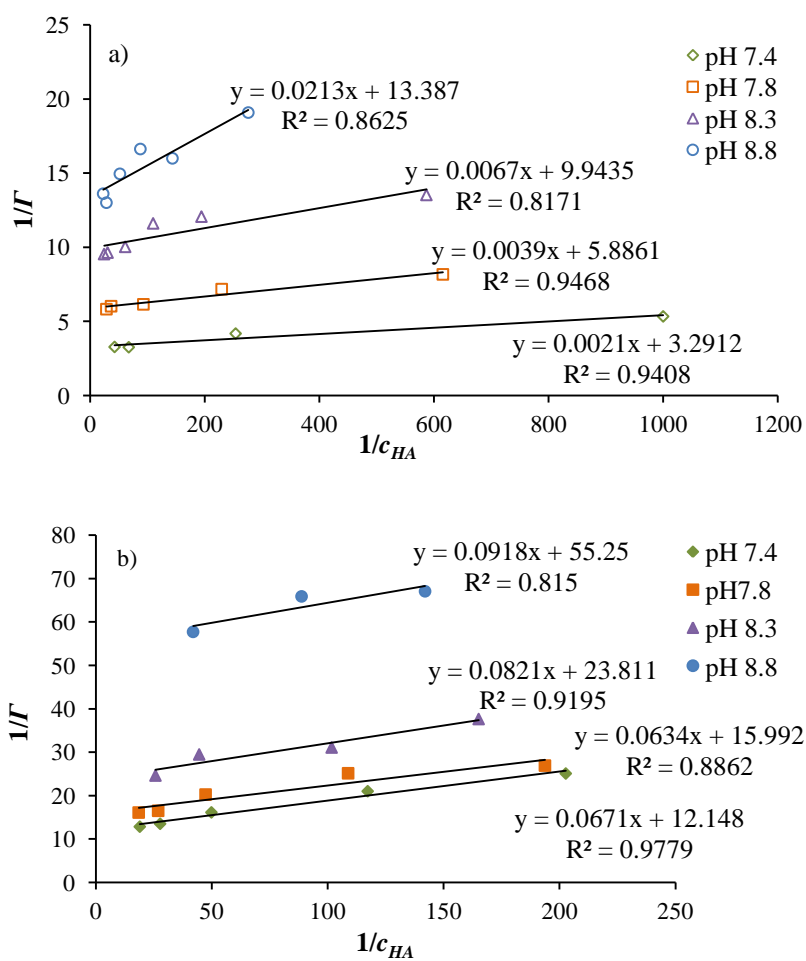 25
20
15
10
5
0
1/Γ
a)
y = 0.0213x + 13.387
R² = 0.8625
y = 0.0067x + 9.9435
R² = 0.8171
y = 0.0039x + 5.8861
R² = 0.9468
y = 0.0021x + 3.2912
R² = 0.9408
pH 7.4
pH 7.8
pH 8.3
pH 8.8
0 200 400 600 800 1000 1200
1/c_HA
80
70
60
50
40
30
20
10
0
1/Γ
b)
y = 0.0918x + 55.25
R² = 0.815
y = 0.0821x + 23.811
R² = 0.9195
y = 0.0634x + 15.992
R² = 0.8862
y = 0.0671x + 12.148
R² = 0.9779
pH 7.4
pH7.8
pH 8.3
pH 8.8
0 50 100 150 200 250
1/c_HA